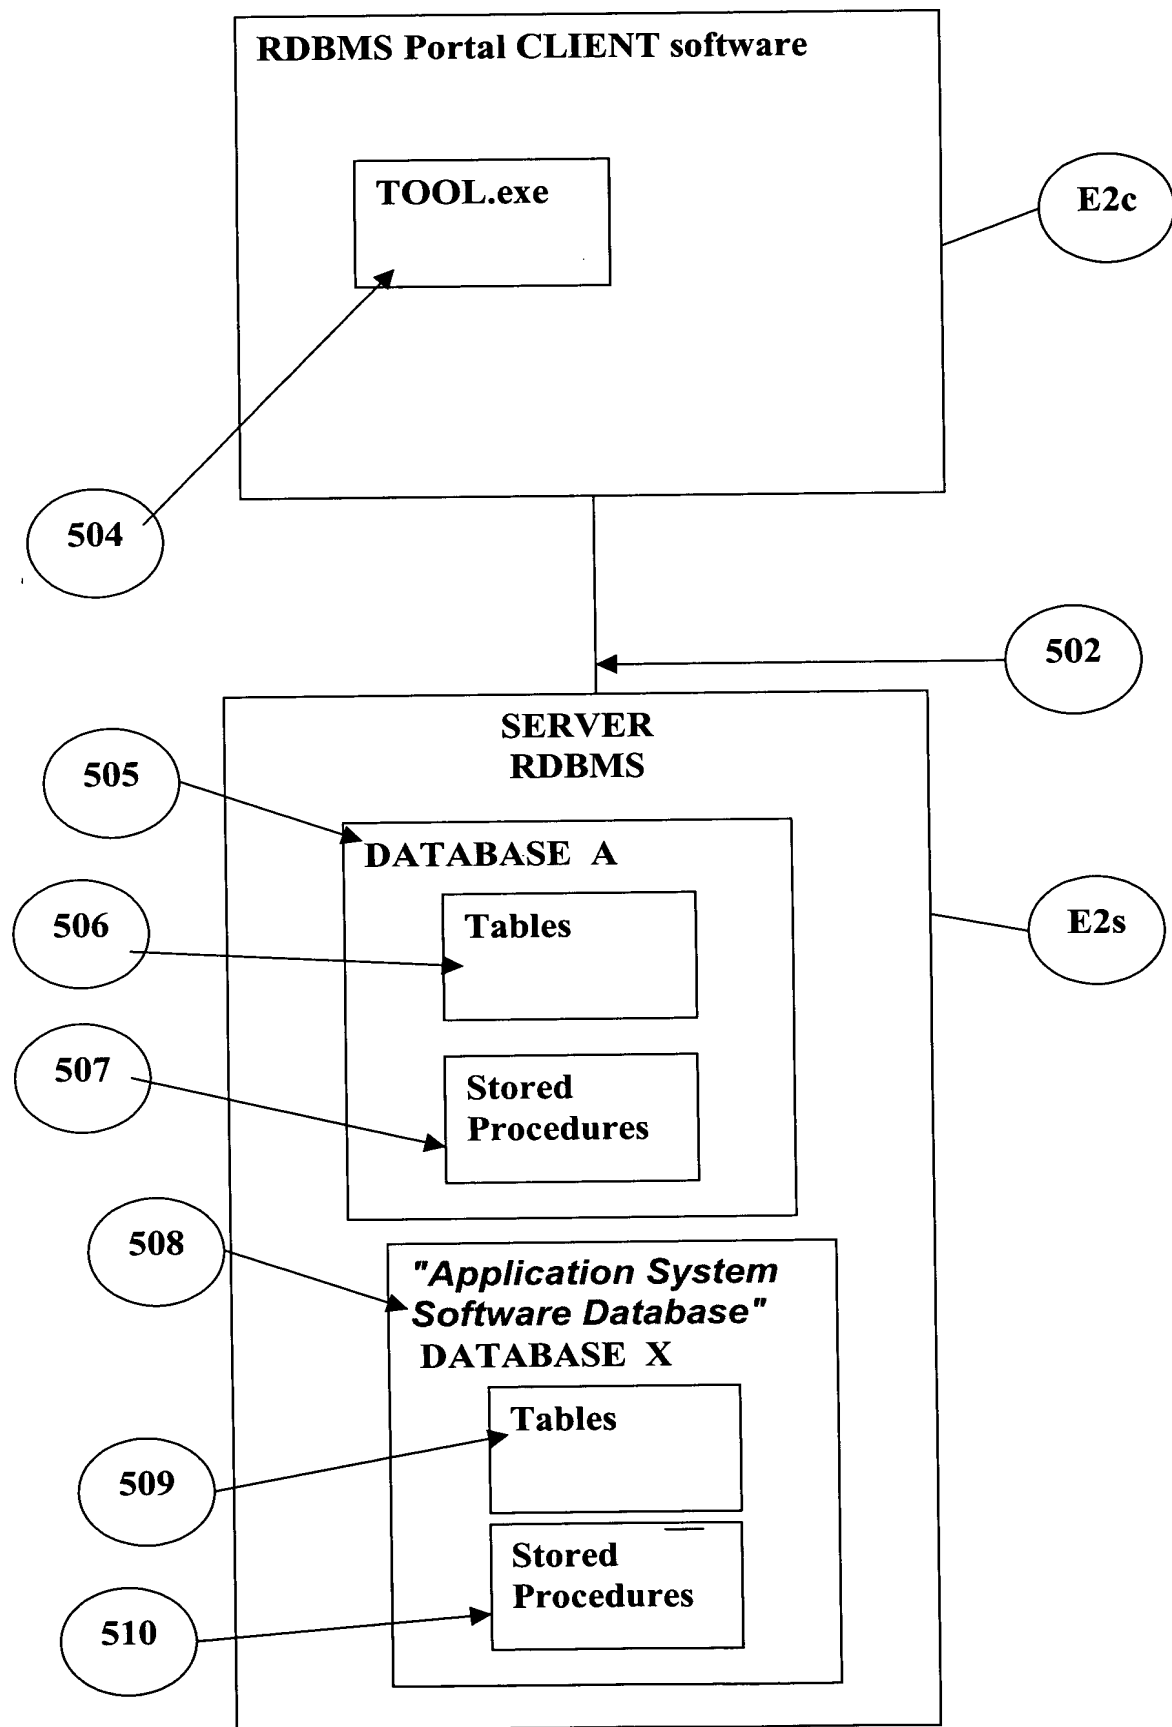 RDBMS Portal CLIENT software
TOOL.exe
E2c
504
502
SERVER
RDBMS
505
DATABASE A
506
Tables
E2s
507
Stored
Procedures
508
"Application System
Software Database"
DATABASE X
Tables
509
Stored
Procedures
510